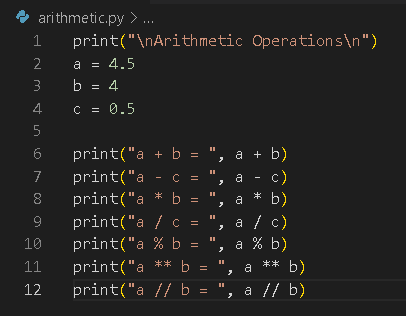 arithmetic.py > ...
1 print("\nArithmetic Operations\n")
2 a = 4.5
3 b = 4
4 c = 0.5
5
6 print("a + b = ", a + b)
7 print("a - c = ", a - c)
8 print("a * b = ", a * b)
9 print("a / c = ", a / c)
10 print("a % b = ", a % b)
11 print("a ** b = ", a ** b)
12 print("a // b = ", a // b)